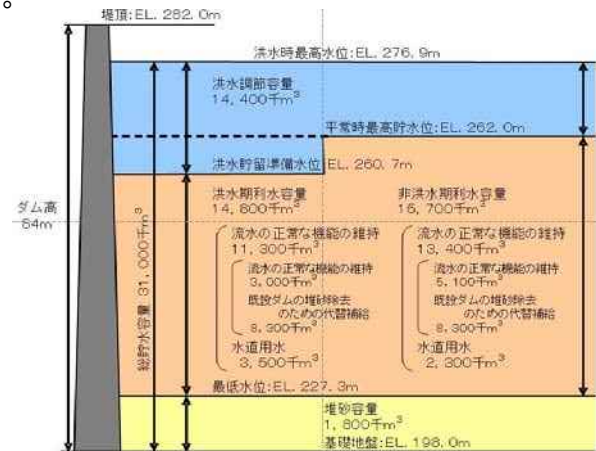 。
堤頂:EL. 282.0m
洪水時最高水位:EL. 276.9m
洪水調節容量
14,400千m³
平常時最高貯水位:EL. 262.0m
洪水貯留準備水位:EL. 260.7m
ダム高
84m
総貯水容量 31,000千m³
洪水期利水容量
14,800千m³
流水の正常な機能の維持
11,300千m³
流水の正常な機能の維持
3,000千m³
既設ダムの堆砂除去
のための代替補給
8,300千m³
水道用水
3,500千m³
非洪水期利水容量
15,700千m³
流水の正常な機能の維持
13,400千m³
流水の正常な機能の維持
5,100千m³
既設ダムの堆砂除去
のための代替補給
8,300千m³
水道用水
2,300千m³
最低水位:EL. 227.3m
堆砂容量
1,800千m³
基礎地盤:EL. 198.0m